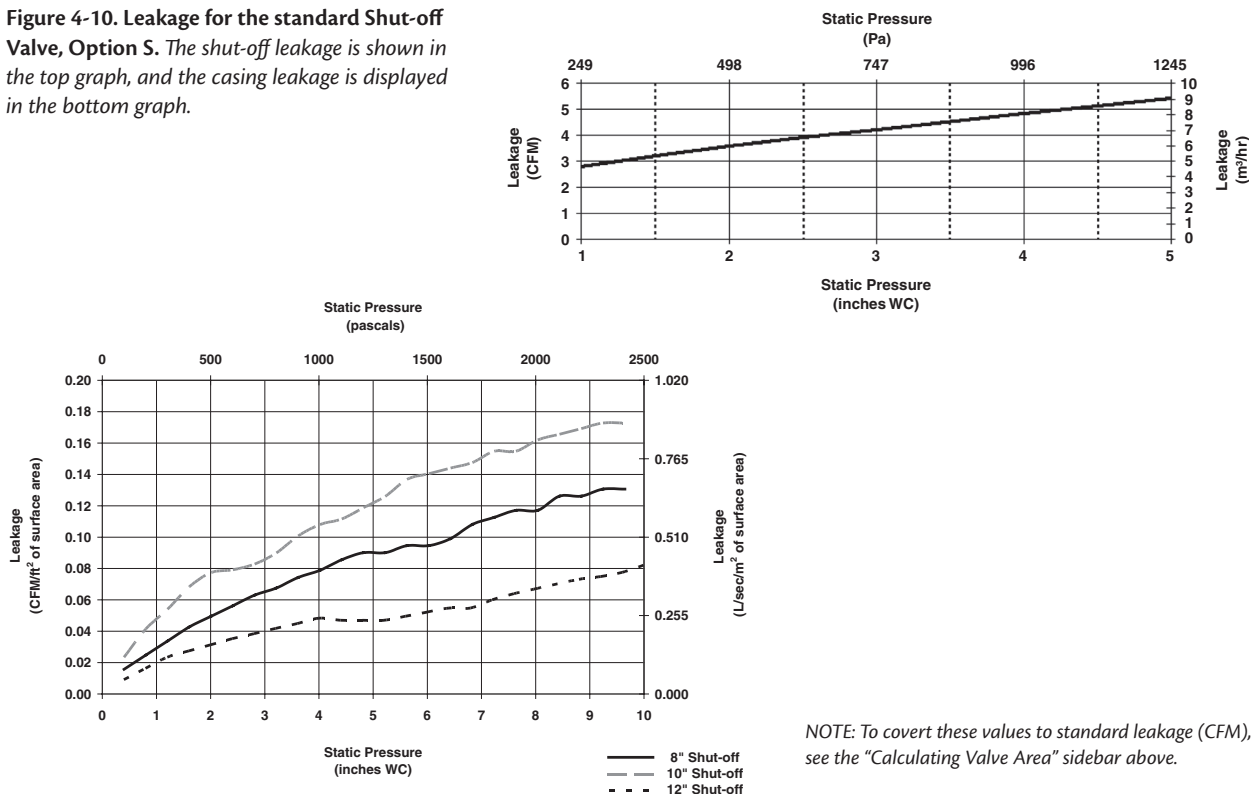 Figure 4-10. Leakage for the standard Shut-off
Valve, Option S. The shut-off leakage is shown in
the top graph, and the casing leakage is displayed
in the bottom graph.
Static Pressure
(Pa)
249 498 747 996 1245
6
5
4
3
2
1
0
Leakage
(CFM)
10
9
8
7
6
5
4
3
2
1
0
Leakage
(m³/hr)
1 2 3 4 5
Static Pressure
(inches WC)
Static Pressure
(pascals)
0 500 1000 1500 2000 2500
0.20
0.18
0.16
0.14
0.12
0.10
0.08
0.06
0.04
0.02
0.00
Leakage
(CFM/ft² of surface area)
1.020
0.765
0.510
0.255
0.000
Leakage
(L/sec/m² of surface area)
0 1 2 3 4 5 6 7 8 9 10
Static Pressure
(inches WC)
8" Shut-off
10" Shut-off
12" Shut-off
NOTE: To covert these values to standard leakage (CFM),
see the “Calculating Valve Area” sidebar above.